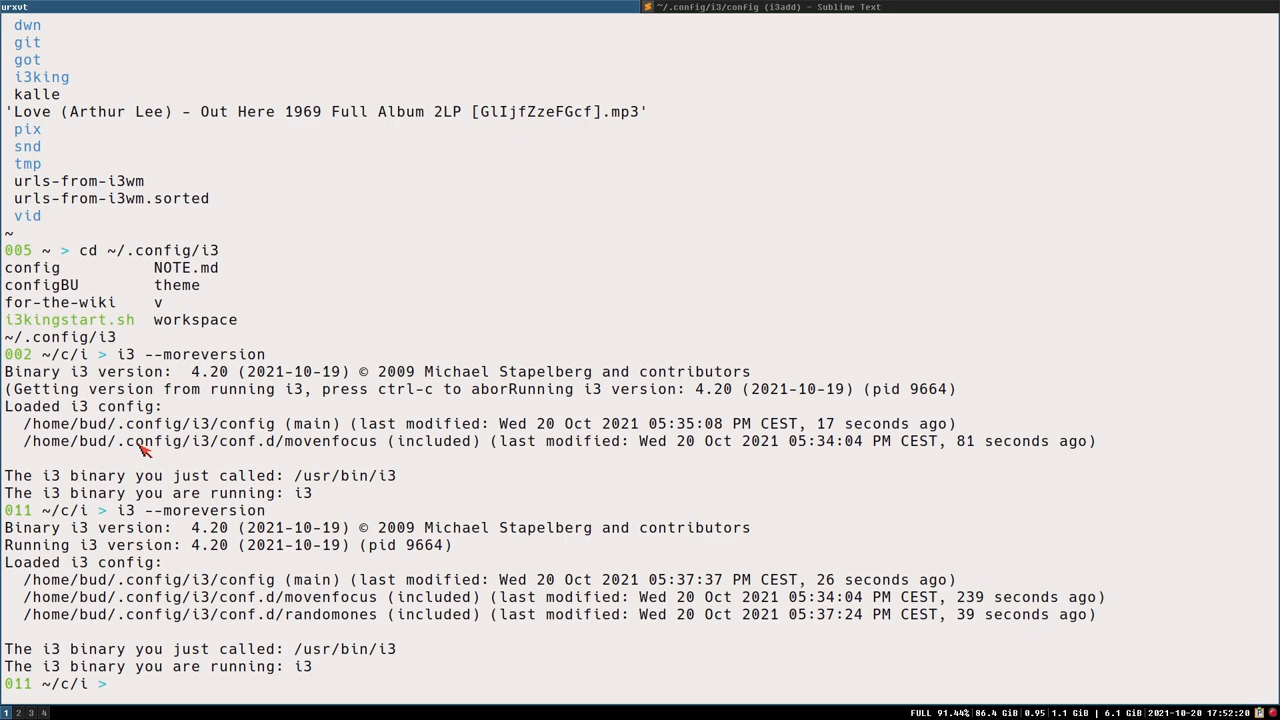 urxvt
~/.config/i3/config (i3add) - Sublime Text
dwn
git
got
i3king
kalle
'Love (Arthur Lee) - Out Here 1969 Full Album 2LP [GlIjfZzeFGcf].mp3'
pix
snd
tmp
urls-from-i3wm
urls-from-i3wm.sorted
vid
~
005 ~ > cd ~/.config/i3
config NOTE.md
configBU theme
for-the-wiki v
i3kingstart.sh workspace
~/.config/i3
002 ~/c/i > i3 --moreversion
Binary i3 version:  4.20 (2021-10-19) © 2009 Michael Stapelberg and contributors
(Getting version from running i3, press ctrl-c to aborRunning i3 version: 4.20 (2021-10-19) (pid 9664)
Loaded i3 config:
/home/bud/.config/i3/config (main) (last modified: Wed 20 Oct 2021 05:35:08 PM CEST, 17 seconds ago)
/home/bud/.config/i3/conf.d/movenfocus (included) (last modified: Wed 20 Oct 2021 05:34:04 PM CEST, 81 seconds ago)
The i3 binary you just called: /usr/bin/i3
The i3 binary you are running: i3
011 ~/c/i > i3 --moreversion
Binary i3 version:  4.20 (2021-10-19) © 2009 Michael Stapelberg and contributors
Running i3 version: 4.20 (2021-10-19) (pid 9664)
Loaded i3 config:
/home/bud/.config/i3/config (main) (last modified: Wed 20 Oct 2021 05:37:37 PM CEST, 26 seconds ago)
/home/bud/.config/i3/conf.d/movenfocus (included) (last modified: Wed 20 Oct 2021 05:34:04 PM CEST, 239 seconds ago)
/home/bud/.config/i3/conf.d/randomones (included) (last modified: Wed 20 Oct 2021 05:37:24 PM CEST, 39 seconds ago)
The i3 binary you just called: /usr/bin/i3
The i3 binary you are running: i3
011 ~/c/i >
1 2 3 4
FULL 91.44%|86.4 GiB|0.95|1.1 GiB | 6.1 GiB|2021-10-20 17:52:20